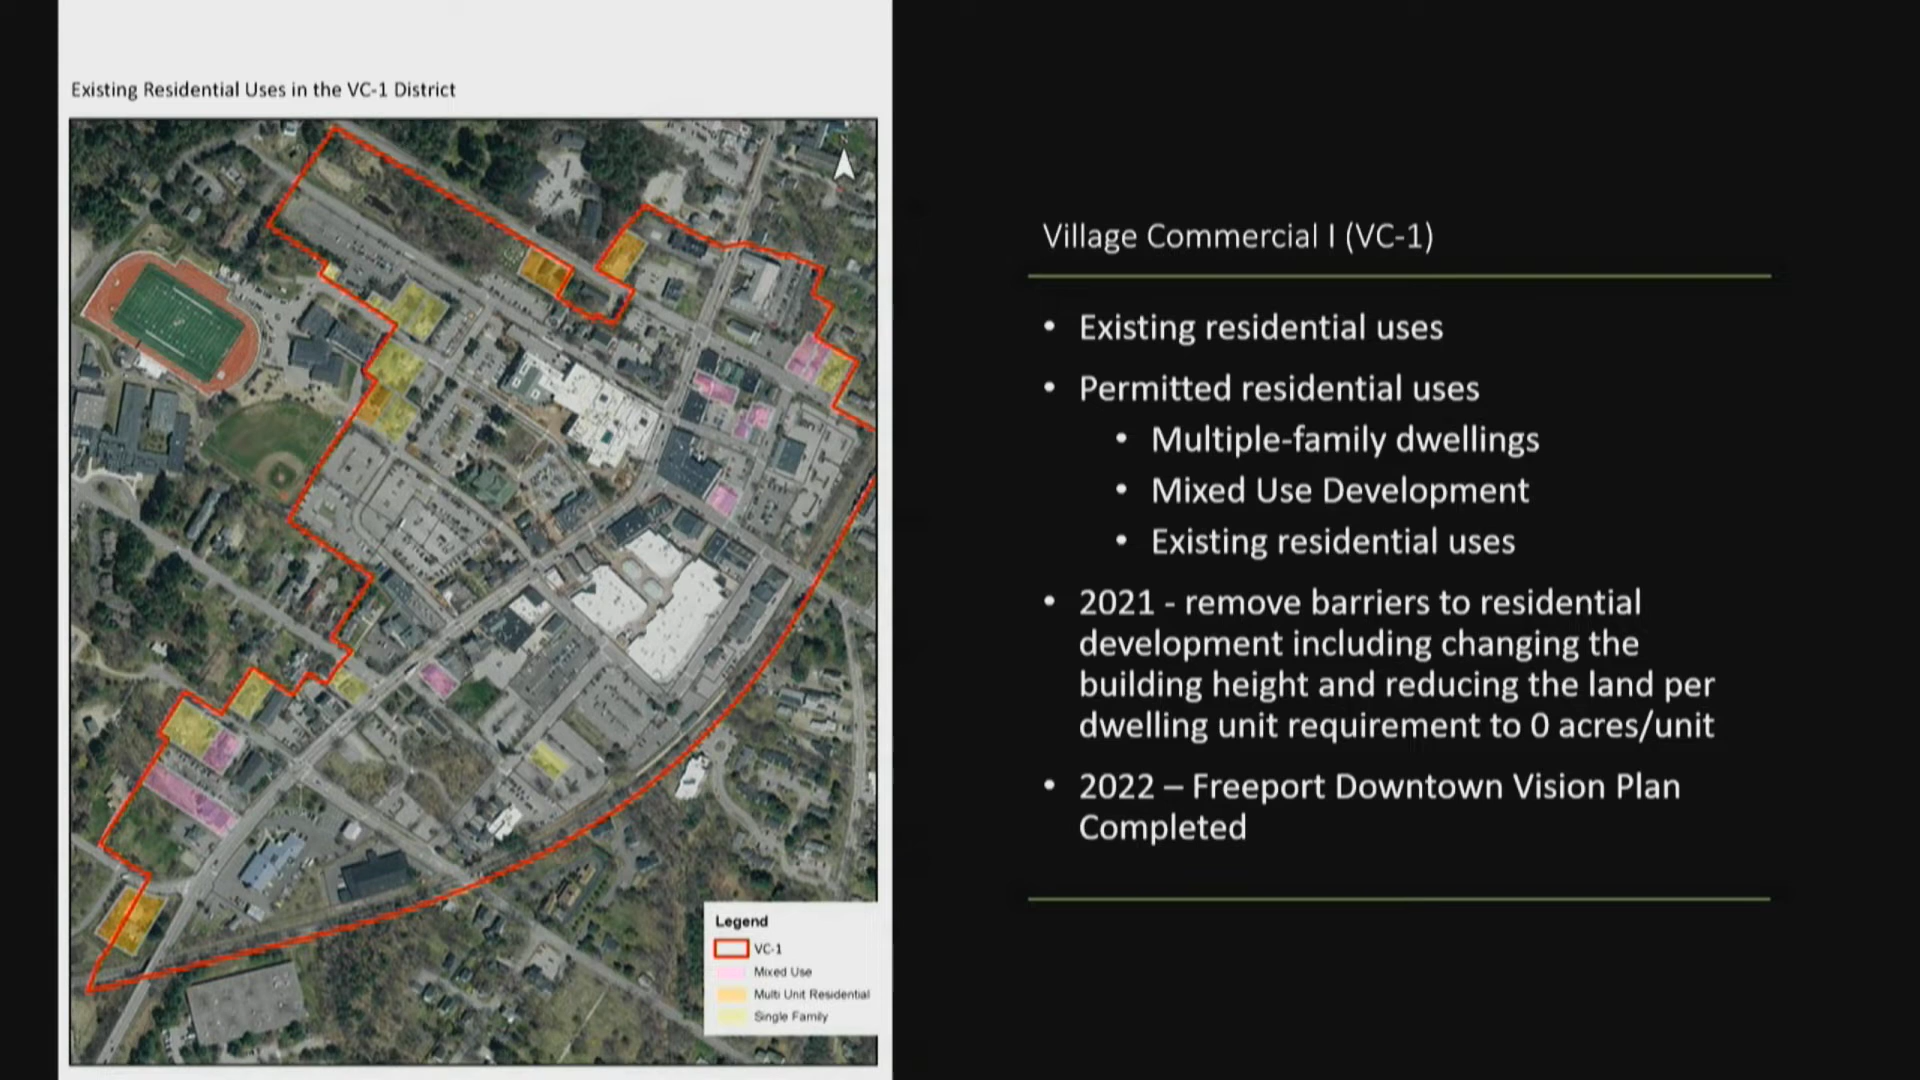 Existing Residential Uses in the VC-1 District
Legend
VC-1
Mixed Use
Multi Unit Residential
Single Family
Village Commercial I (VC-1)
• Existing residential uses
• Permitted residential uses
• Multiple-family dwellings
• Mixed Use Development
• Existing residential uses
• 2021 - remove barriers to residential
development including changing the
building height and reducing the land per
dwelling unit requirement to 0 acres/unit
• 2022 – Freeport Downtown Vision Plan
Completed